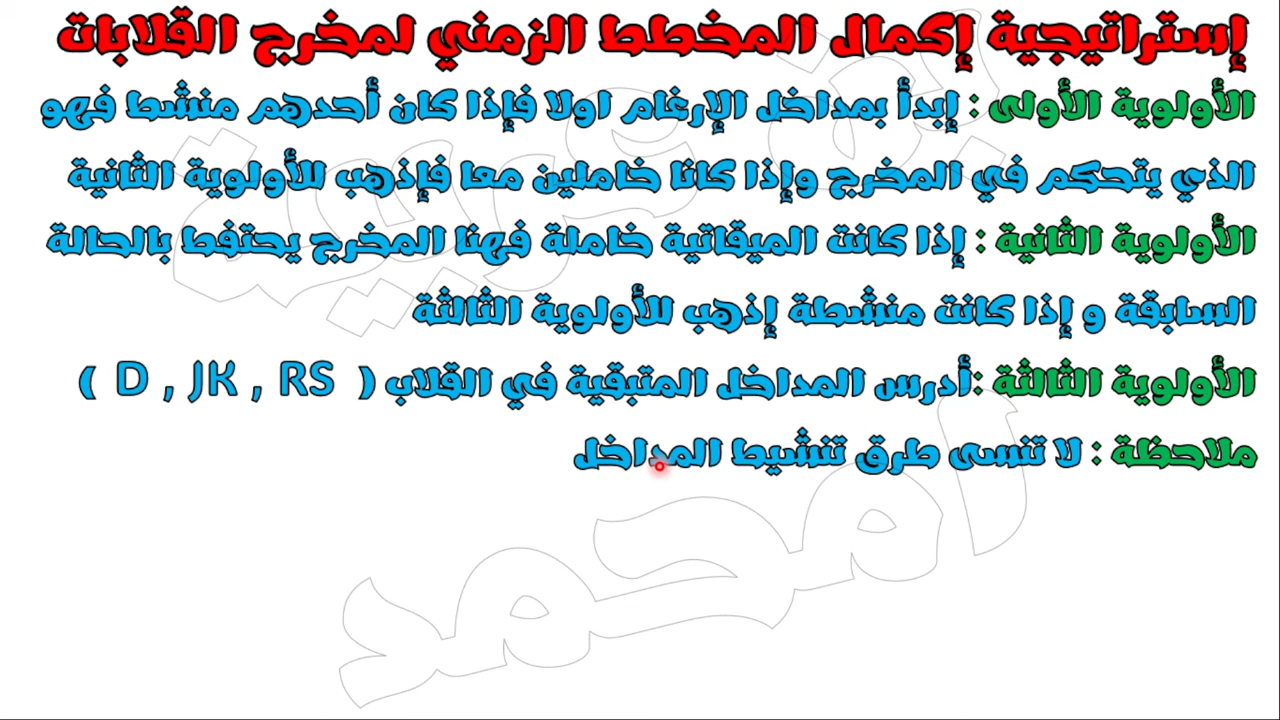 إستراتيجية إكمال المخطط الزمني لمخرج القلابات
الأولوية الأولى : إبدأ بمداخل الإرغام اولا فإذا كان أحدهم منشط فهو
الذي يتحكم في المخرج وإذا كانا خاملين معا فإذهب للأولوية الثانية
الأولوية الثانية : إذا كانت الميقاتية خاملة فهنا المخرج يحتفط بالحالة
السابقة و إذا كانت منشطة إذهب للأولوية الثالثة
الأولوية الثالثة :أدرس المداخل المتبقية في القلاب ( D , JK , RS )
ملاحظة : لا تنسى طرق تنشيط المداخل
أمحمد